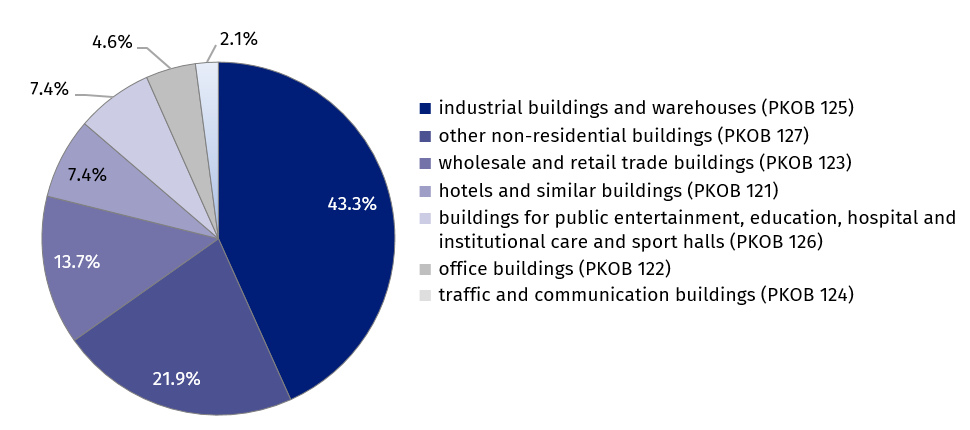 4.6%
2.1%
7.4%
7.4%
43.3%
13.7%
21.9%
industrial buildings and warehouses (PKOB 125)
other non-residential buildings (PKOB 127)
wholesale and retail trade buildings (PKOB 123)
hotels and similar buildings (PKOB 121)
buildings for public entertainment, education, hospital and
institutional care and sport halls (PKOB 126)
office buildings (PKOB 122)
traffic and communication buildings (PKOB 124)